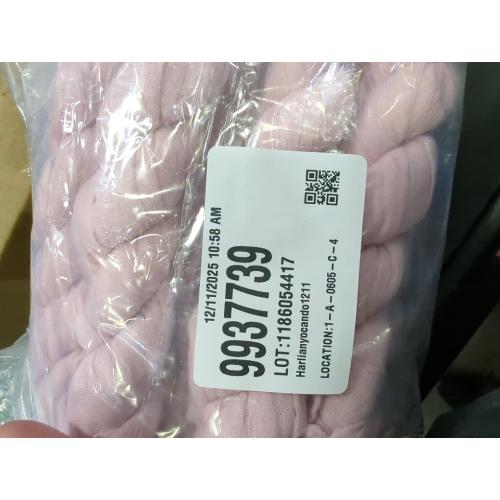 12/11/2025 10:58 AM
9937739
LOT:1186054417
Harlianyocando1211
LOCATION:1-A-0605-C-4